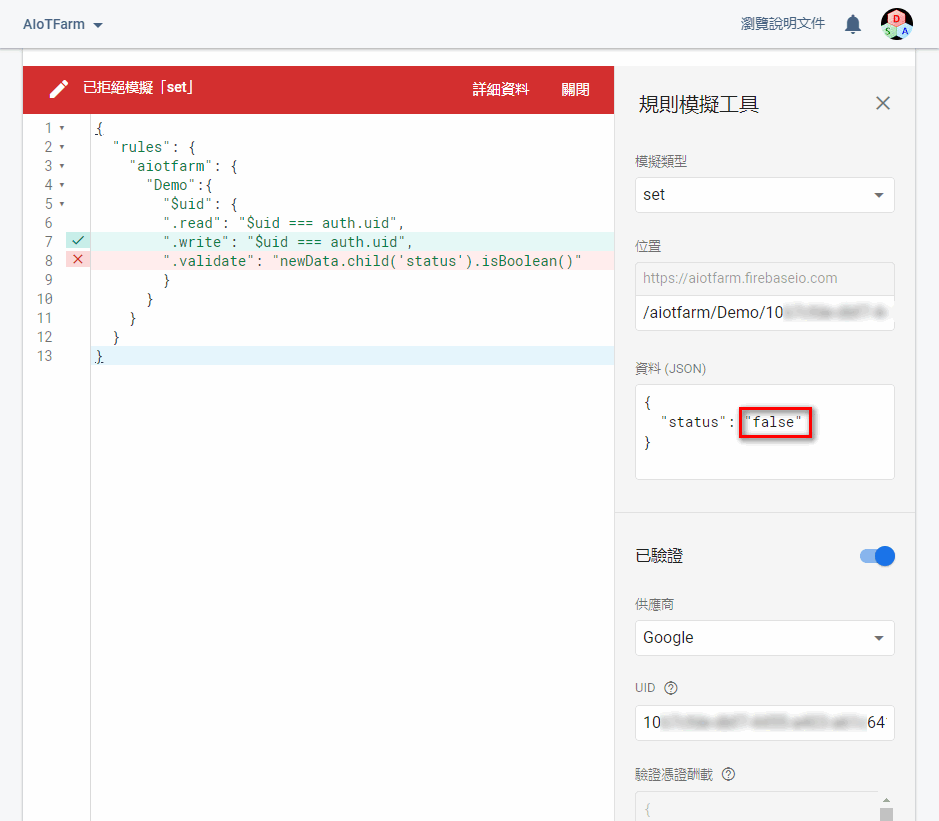 AIoTFarm
瀏覽說明文件
D
S
A
已拒絕模擬「set」
詳細資料
關閉
1 {
2 "rules": {
3 "aiotfarm": {
4 "Demo":{
5 "$uid": {
6 ".read": "$uid === auth.uid",
7 ".write": "$uid === auth.uid",
8 ".validate": "newData.child('status').isBoolean()"
9 }
10 }
11 }
12 }
13 }
規則模擬工具
模擬類型
set
位置
https://aiotfarm.firebaseio.com
/aiotfarm/Demo/10
資料 (JSON)
{
"status": "false"
}
已驗證
供應商
Google
UID
10 64
驗證憑證酬載
{